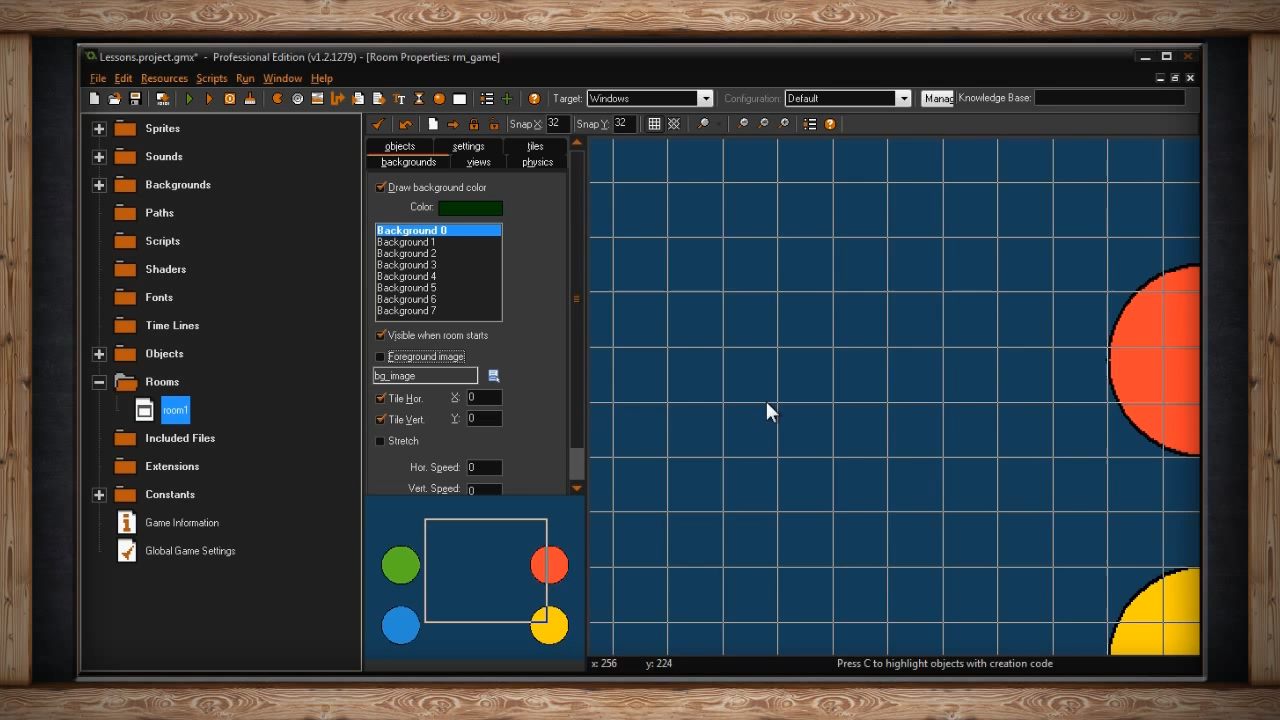 Lessons.project.gmx* - Professional Edition (v1.2.1279) - [Room Properties: rm_game]
File Edit Resources Scripts Run Window Help
Target: Windows Configuration: Default Manag Knowledge Base:
Snap X: 32 Snap Y: 32
Sprites
Sounds
Backgrounds
Paths
Scripts
Shaders
Fonts
Time Lines
Objects
Rooms
room1
Included Files
Extensions
Constants
Game Information
Global Game Settings
objects settings tiles
backgrounds views physics
Draw background color
Color:
Background 0
Background 1
Background 2
Background 3
Background 4
Background 5
Background 6
Background 7
Visible when room starts
Foreground image
bg_image
Tile Hor. X: 0
Tile Vert. Y: 0
Stretch
Hor. Speed: 0
Vert. Speed: 0
x: 256 y: 224 Press C to highlight objects with creation code